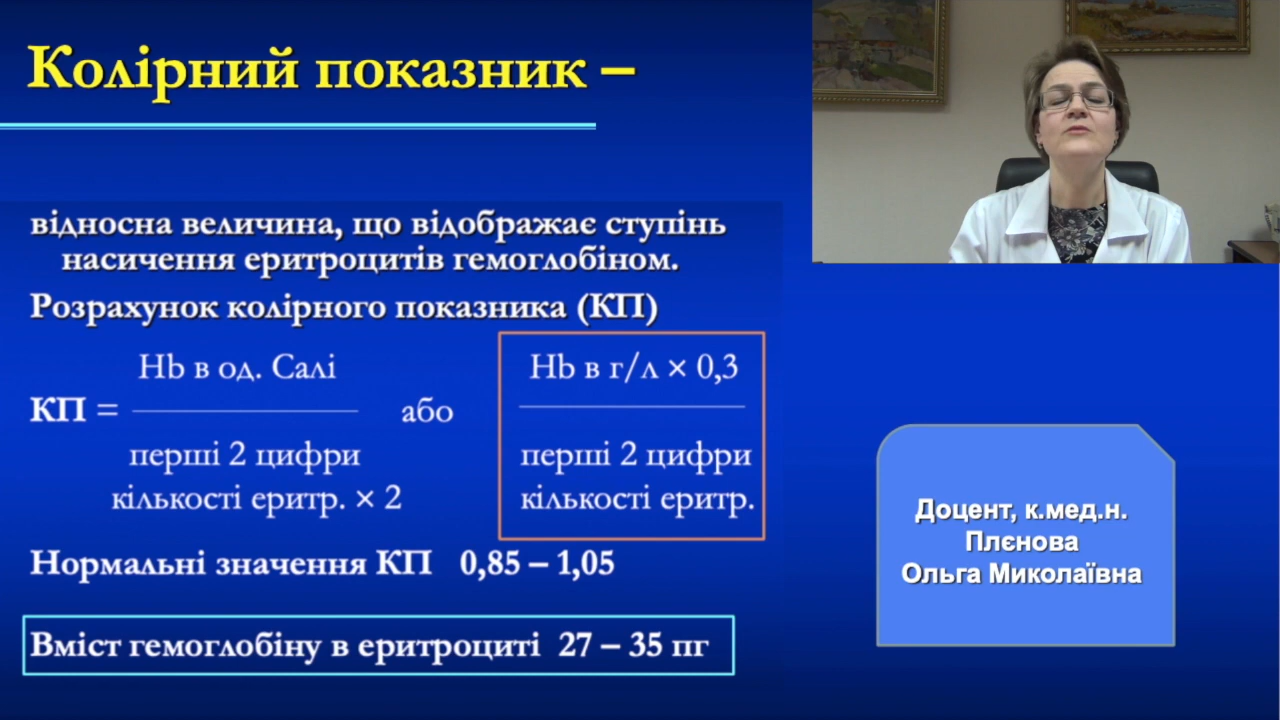 Колірний показник –
відносна величина, що відображає ступінь
насичення еритроцитів гемоглобіном.
Розрахунок колірного показника (КП)
Hb в од. Салі
КП =
перші 2 цифри
кількості еритр. × 2
або
Hb в г/л × 0,3
перші 2 цифри
кількості еритр.
Нормальні значення КП 0,85 – 1,05
Вміст гемоглобіну в еритроциті 27 – 35 пг
Доцент, к.мед.н.
Плєнова
Ольга Миколаївна